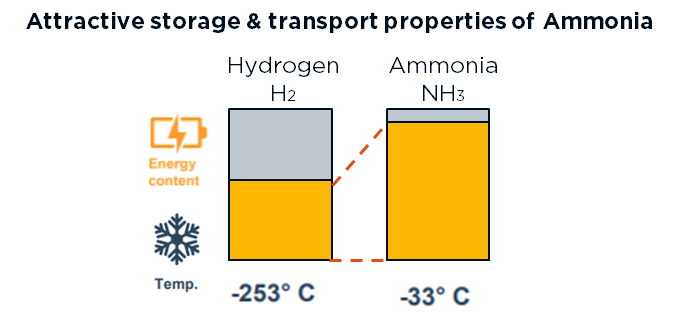 Attractive storage & transport properties of Ammonia
Hydrogen
H2
Ammonia
NH3
Energy
content
Temp.
-253° C
-33° C